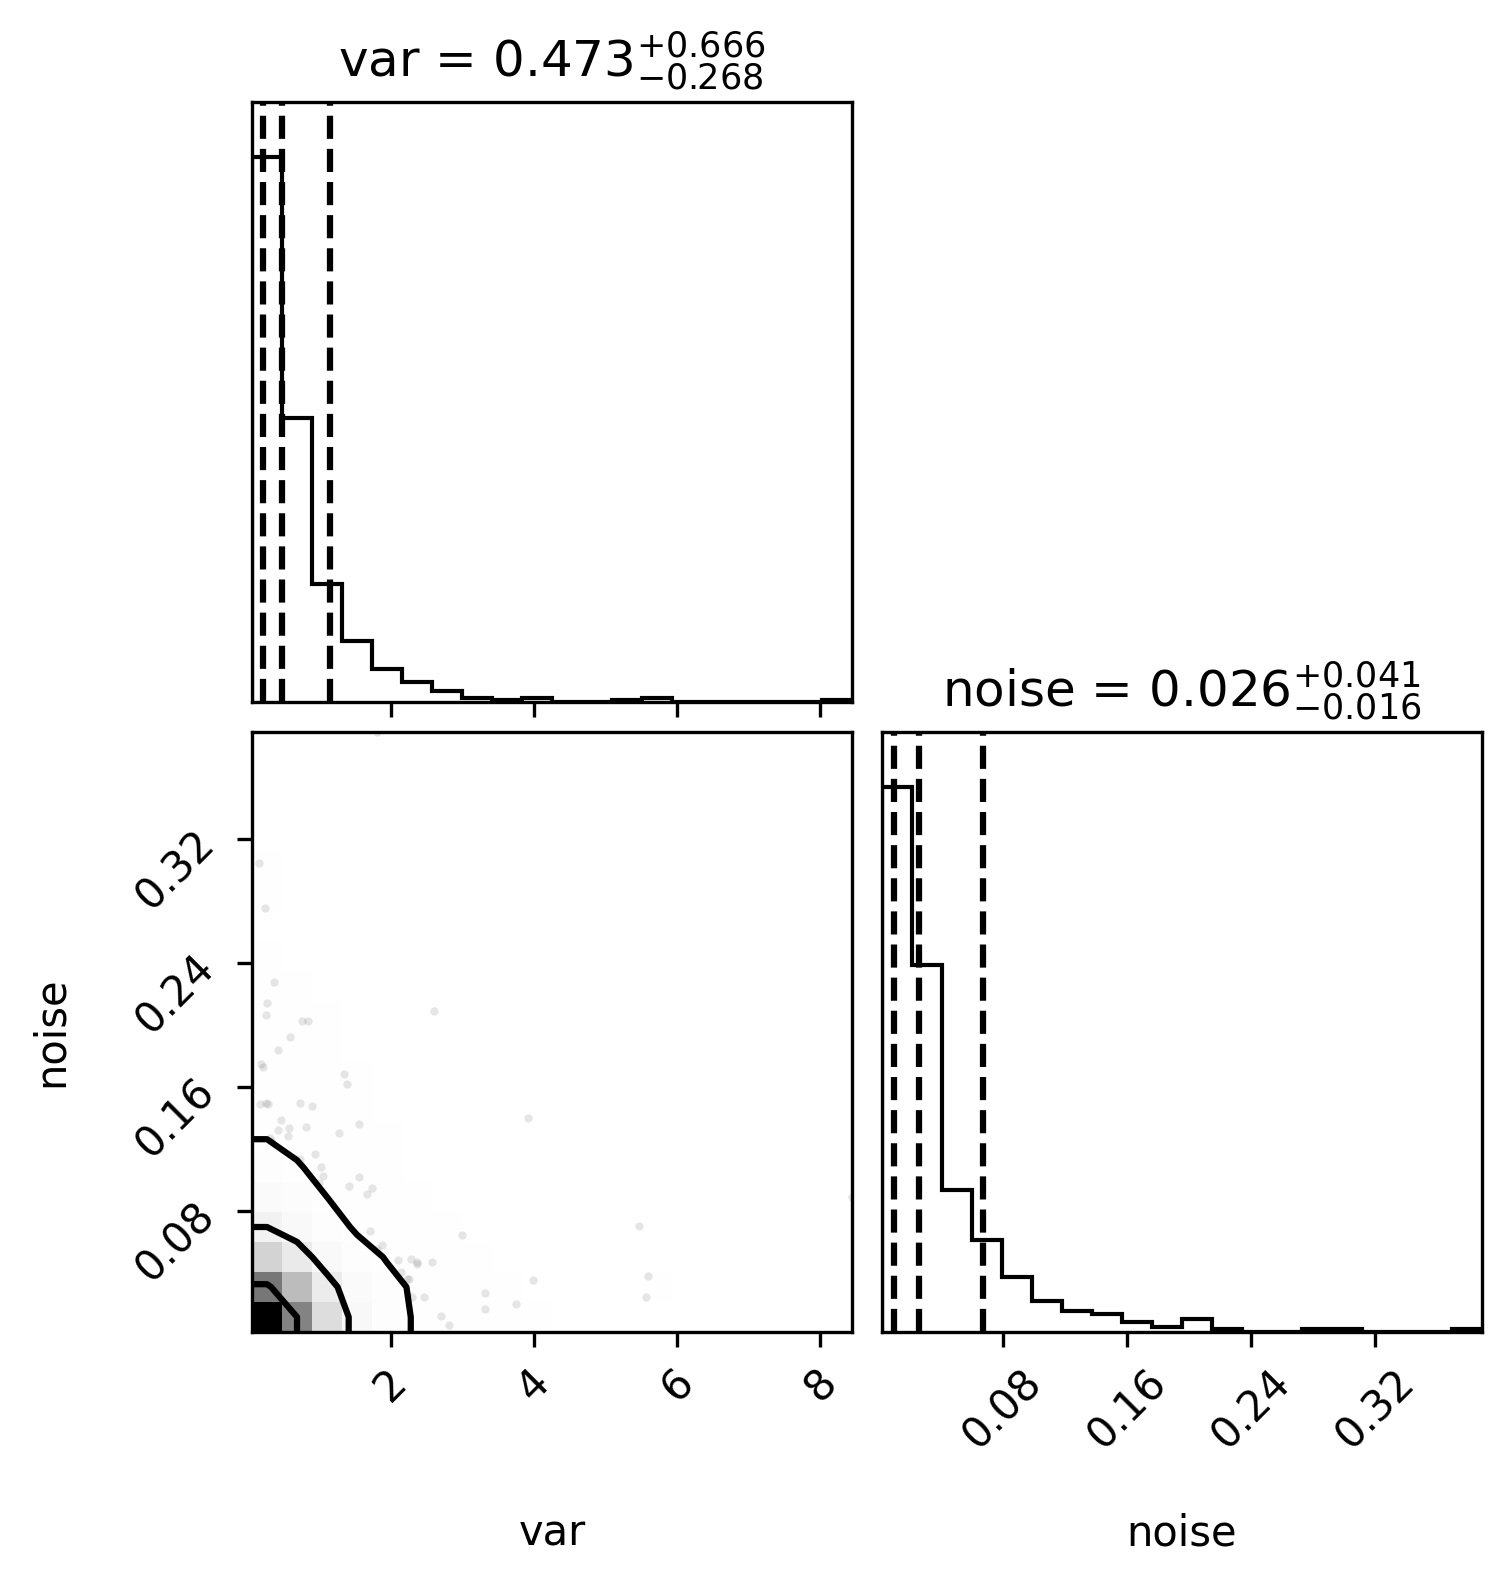 var = 0.473+0.666 −0.268
noise = 0.026+0.041 −0.016
0.32
0.24
0.16
0.08
noise
2 4 6 8
0.08 0.16 0.24 0.32
var
noise